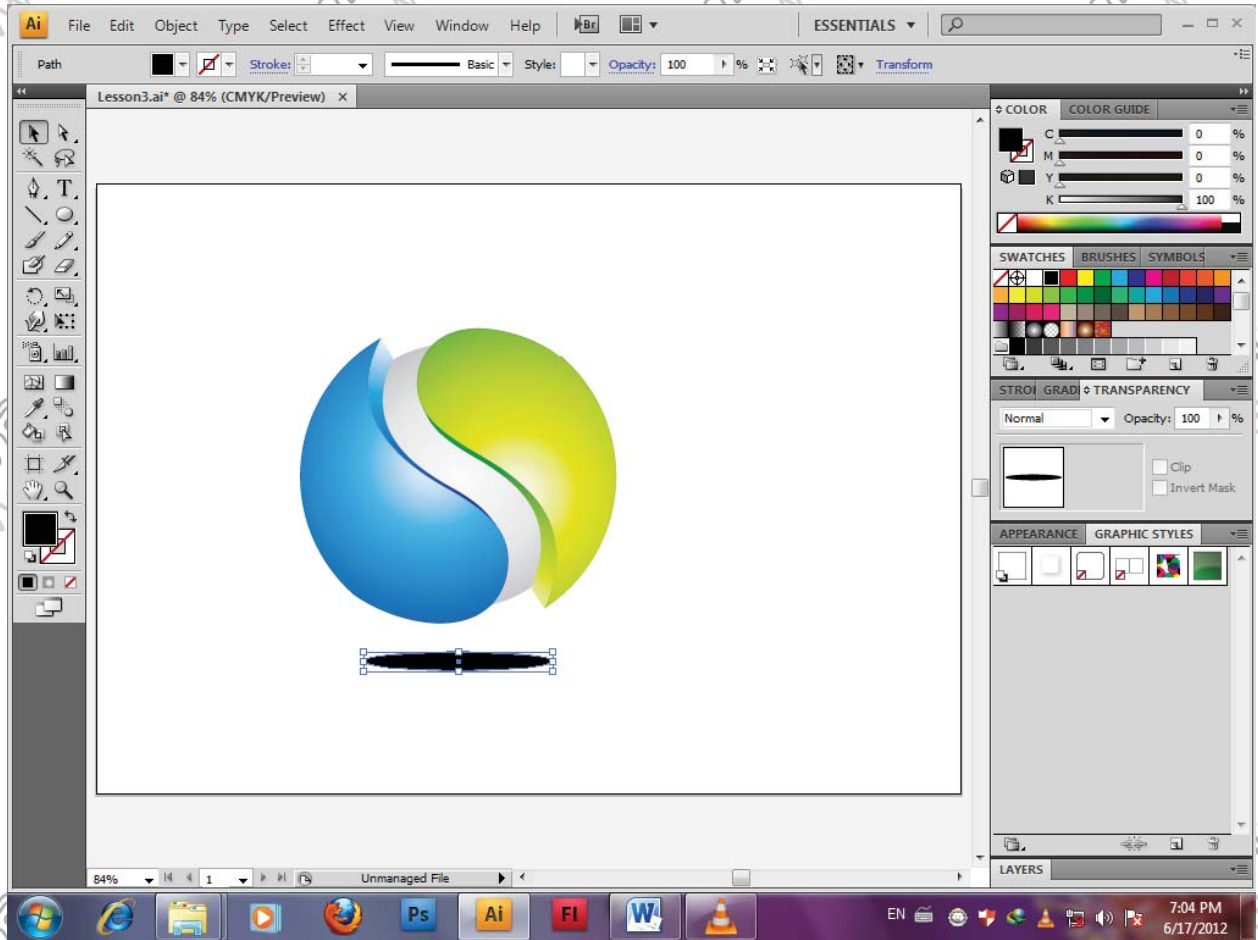 Ai File Edit Object Type Select Effect View Window Help Br ESSENTIALS
Path Stroke: Basic Style: Opacity: 100 % Transform
Lesson3.ai* @ 84% (CMYK/Preview) ×
COLOR COLOR GUIDE
C 0 %
M 0 %
Y 0 %
K 100 %
SWATCHES BRUSHES SYMBOLS
STROI GRADI TRANSPARENCY
Normal Opacity: 100 %
Clip
Invert Mask
APPEARANCE GRAPHIC STYLES
LAYERS
84% 1 Unmanaged File
Ps Ai FL W EN 7:04 PM
6/17/2012